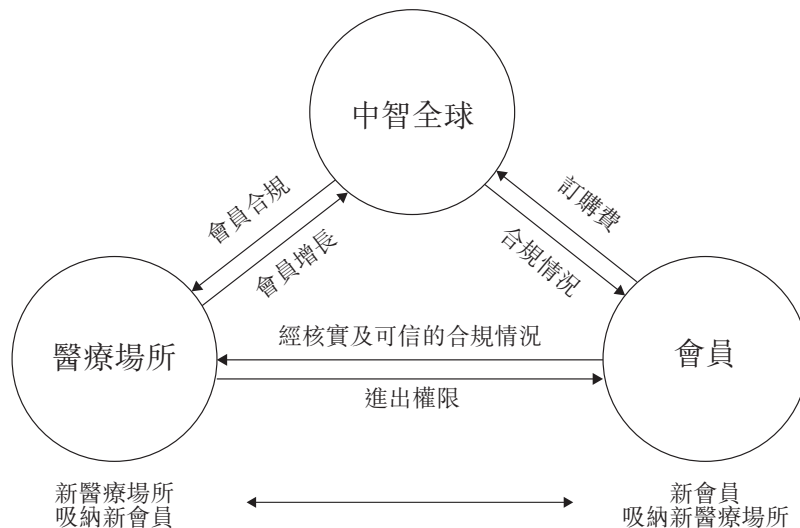 中智全球
會員合規
會員增長
訂購費
合規情況
醫療場所
經核實及可信的合規情況
進出權限
會員
新醫療場所
吸納新會員
新會員
吸納新醫療場所